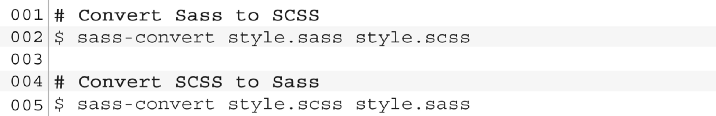 001 # Convert Sass to SCSS
002 $ sass-convert style.sass style.scss
003
004 # Convert SCSS to Sass
005 $ sass-convert style.scss style.sass